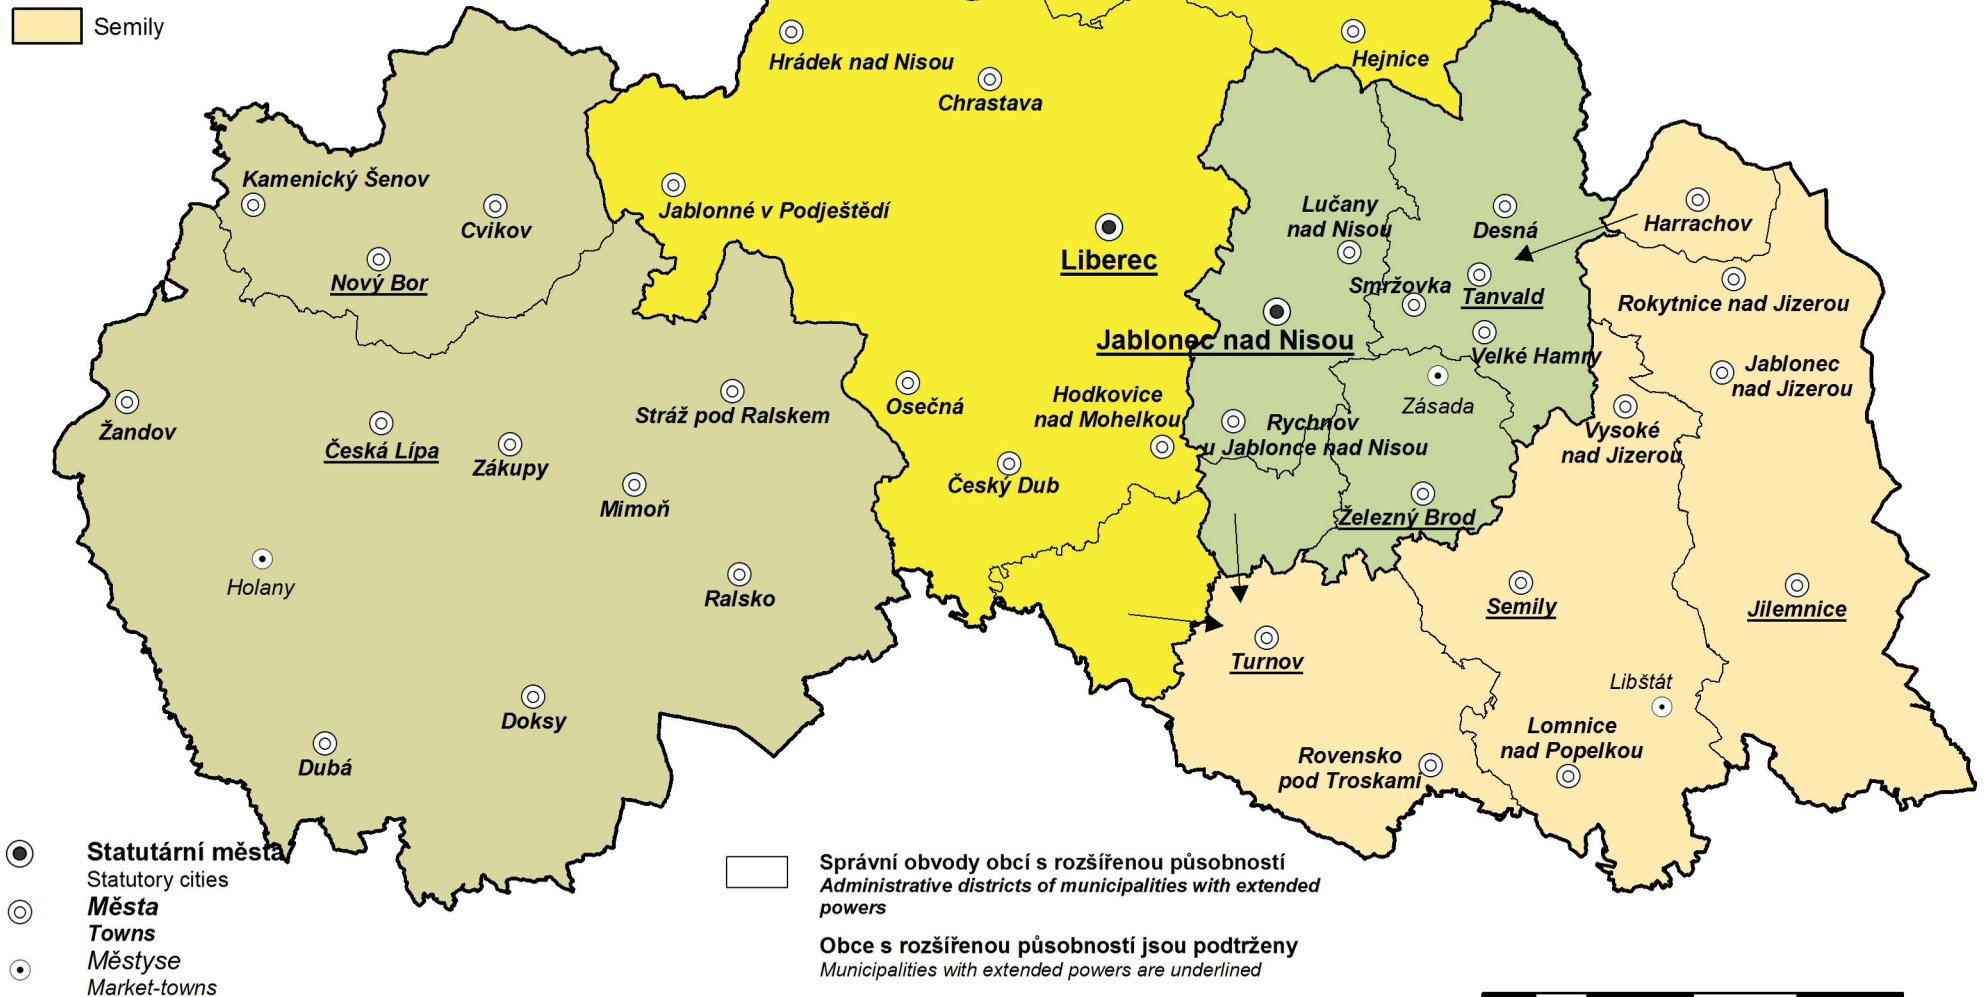 Semily
Hrádek nad Nisou
Hejnice
Chrastava
Kamenický Šenov
Jablonné v Podještědí
Cvikov
Lučany
nad Nisou
Desná
Harrachov
Liberec
Nový Bor
Smržovka
Tanvald
Rokytnice nad Jizerou
Jablonec nad Nisou
Velké Hamry
Jablonec
nad Jizerou
Žandov
Česká Lípa
Zákupy
Stráž pod Ralskem
Osečná
Hodkovice
nad Mohelkou
Zásada
Rychnov
u Jablonce nad Nisou
Vysoké
nad Jizerou
Mimoň
Český Dub
Železný Brod
Holany
Ralsko
Semily
Jilemnice
Turnov
Libštát
Doksy
Lomnice
nad Popelkou
Dubá
Rovensko
pod Troskami
Statutární města
Statutory cities
Města
Towns
Městyse
Market-towns
Správní obvody obcí s rozšířenou působností
Administrative districts of municipalities with extended
powers
Obce s rozšířenou působností jsou podtrženy
Municipalities with extended powers are underlined